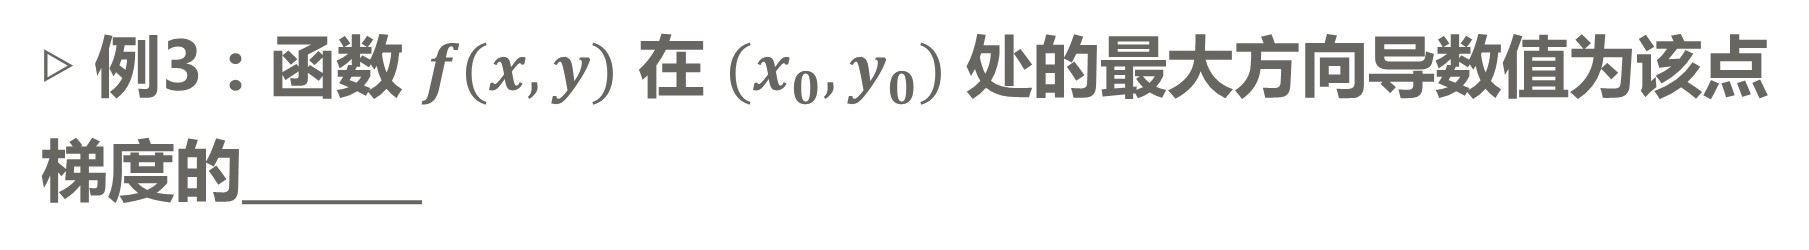 ▷ 例3：函数 f(x, y) 在 (x₀, y₀) 处的最大方向导数值为该点
梯度的______